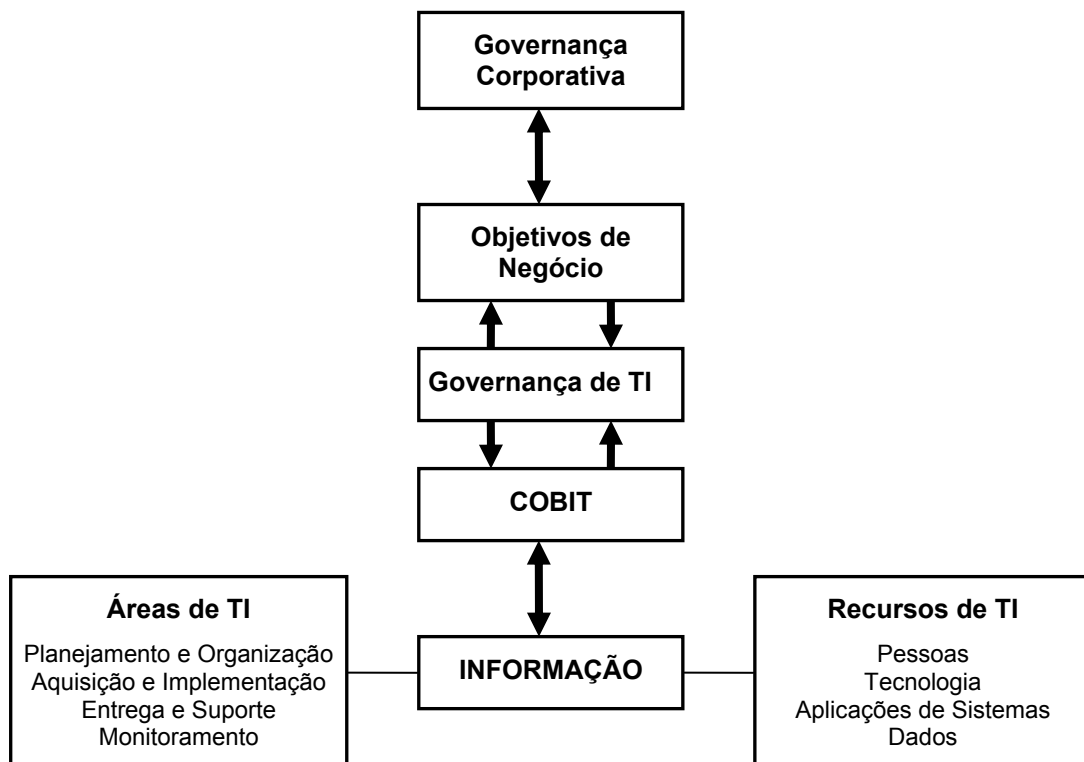 Governança
Corporativa
Objetivos de
Negócio
Governança de TI
COBIT
Áreas de TI
Planejamento e Organização
Aquisição e Implementação
Entrega e Suporte
Monitoramento
INFORMAÇÃO
Recursos de TI
Pessoas
Tecnologia
Aplicações de Sistemas
Dados